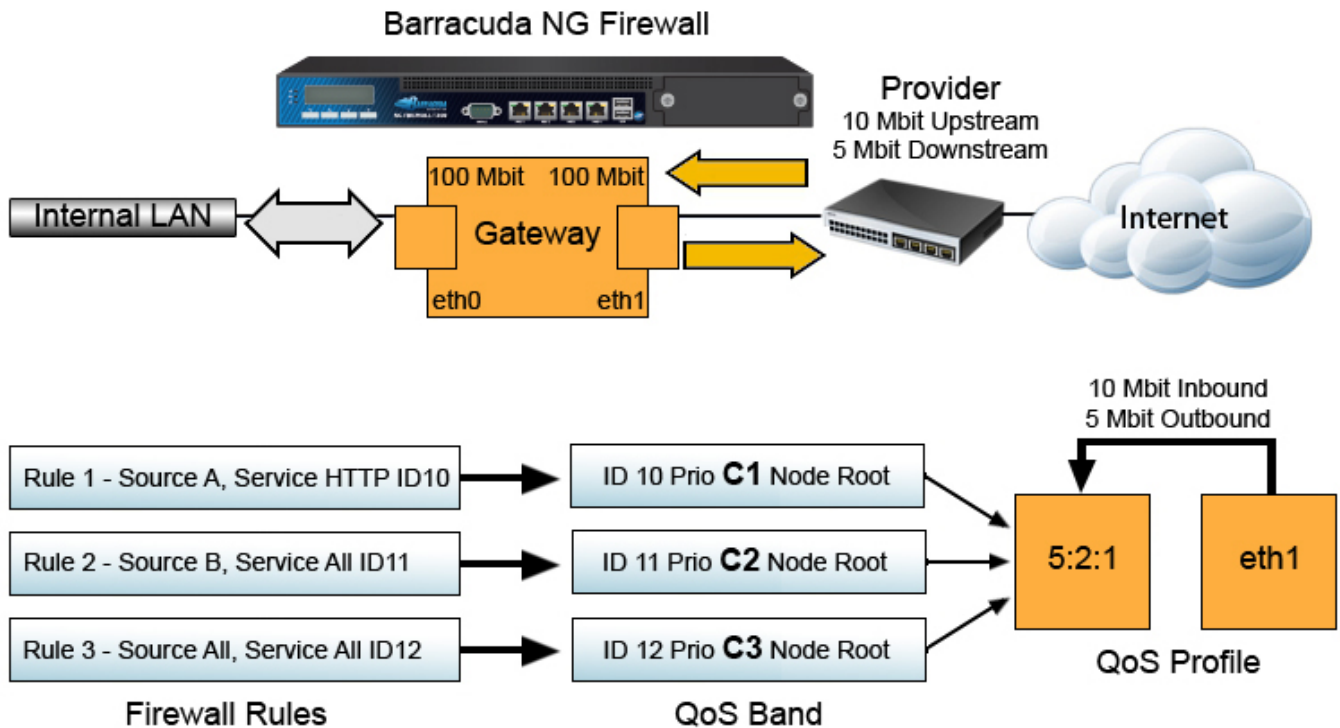 Barracuda NG Firewall
Provider
10 Mbit Upstream
5 Mbit Downstream
100 Mbit 100 Mbit
Internal LAN
Gateway
Internet
eth0 eth1
10 Mbit Inbound
5 Mbit Outbound
Rule 1 - Source A, Service HTTP ID10
ID 10 Prio C1 Node Root
Rule 2 - Source B, Service All ID11
ID 11 Prio C2 Node Root
5:2:1
eth1
Rule 3 - Source All, Service All ID12
ID 12 Prio C3 Node Root
QoS Profile
Firewall Rules
QoS Band